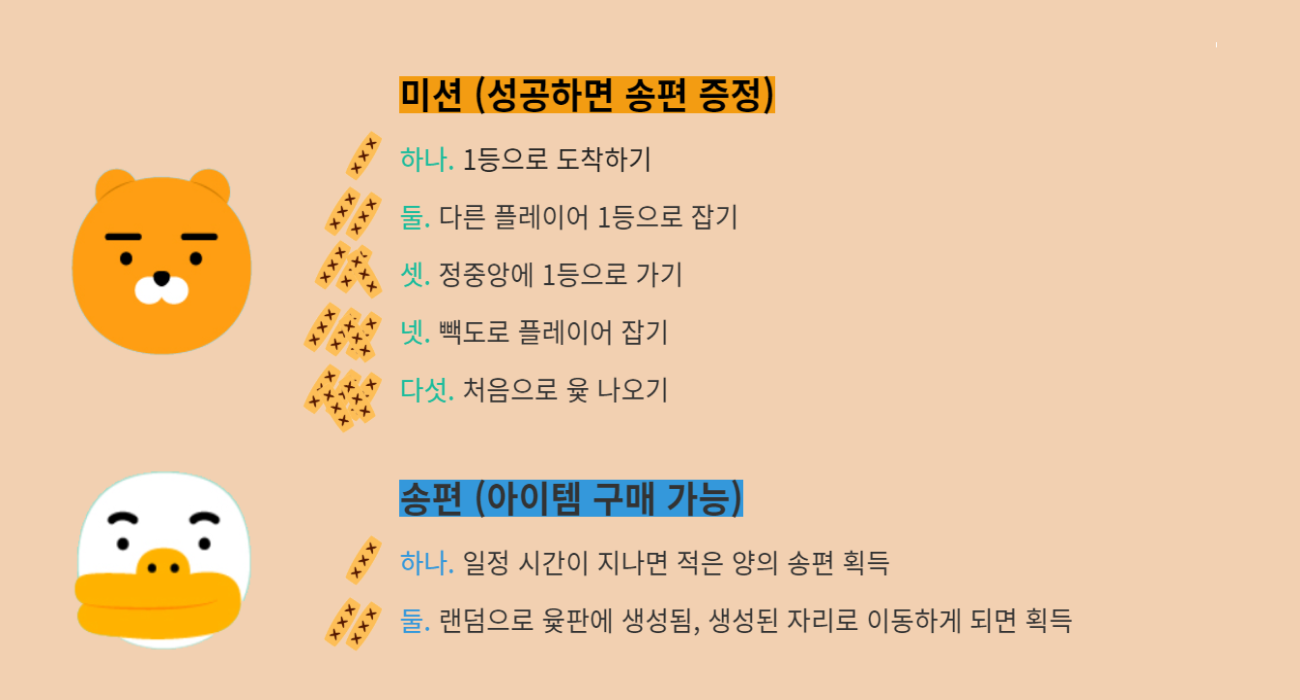 미션 (성공하면 송편 증정)
하나. 1등으로 도착하기
둘. 다른 플레이어 1등으로 잡기
셋. 정중앙에 1등으로 가기
넷. 빽도로 플레이어 잡기
다섯. 처음으로 윷 나오기
송편 (아이템 구매 가능)
하나. 일정 시간이 지나면 적은 양의 송편 획득
둘. 랜덤으로 윷판에 생성됨, 생성된 자리로 이동하게 되면 획득